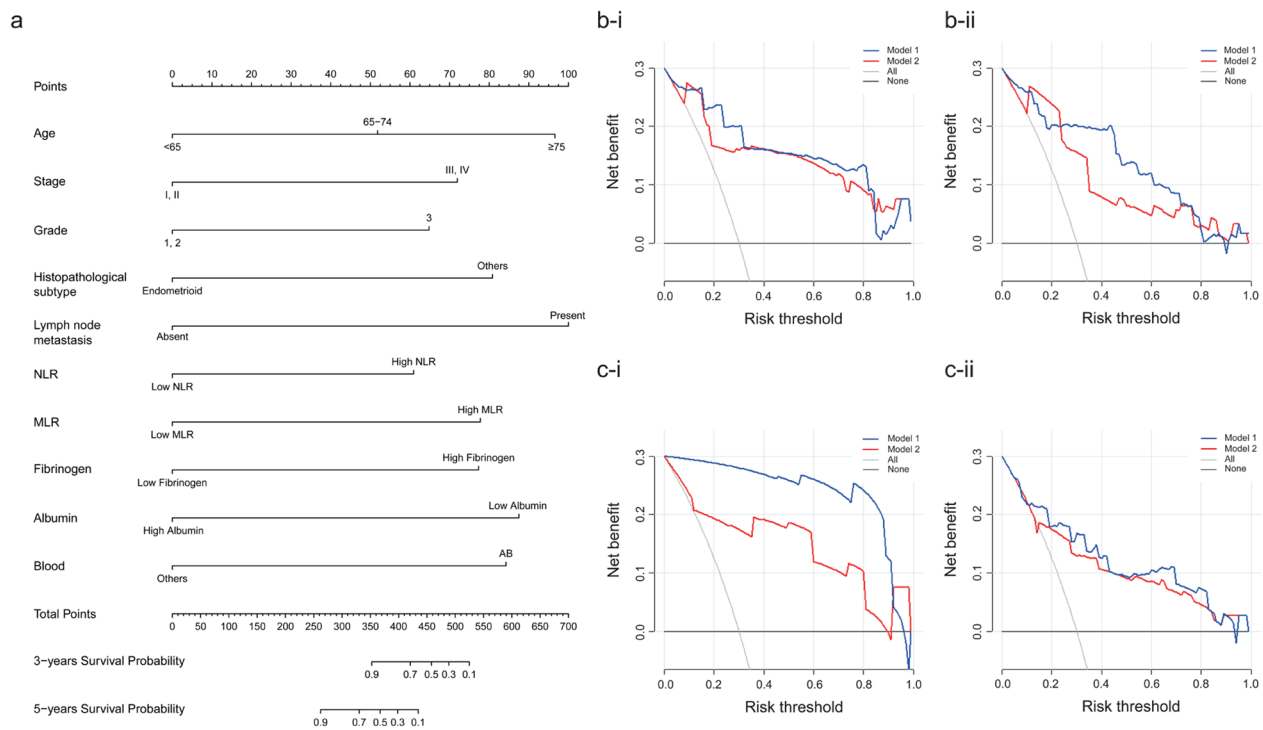 a
Points
0 10 20 30 40 50 60 70 80 90 100
Age
65−74
<65 ≥75
Stage
III, IV
I, II
Grade
3
1, 2
Histopathological
subtype
Others
Endometrioid
Lymph node
metastasis
Present
Absent
NLR
High NLR
Low NLR
MLR
High MLR
Low MLR
Fibrinogen
High Fibrinogen
Low Fibrinogen
Albumin
Low Albumin
High Albumin
Blood
AB
Others
Total Points
0 50 100 150 200 250 300 350 400 450 500 550 600 650 700
3−years Survival Probability
0.9 0.7 0.5 0.3 0.1
5−years Survival Probability
0.9 0.7 0.5 0.3 0.1
b-i
Model 1
Model 2
All
None
Net benefit
0.3
0.2
0.1
0.0
0.0 0.2 0.4 0.6 0.8 1.0
Risk threshold
b-ii
Model 1
Model 2
All
None
Net benefit
0.3
0.2
0.1
0.0
0.0 0.2 0.4 0.6 0.8 1.0
Risk threshold
c-i
Model 1
Model 2
All
None
Net benefit
0.3
0.2
0.1
0.0
0.0 0.2 0.4 0.6 0.8 1.0
Risk threshold
c-ii
Model 1
Model 2
All
None
Net benefit
0.3
0.2
0.1
0.0
0.0 0.2 0.4 0.6 0.8 1.0
Risk threshold